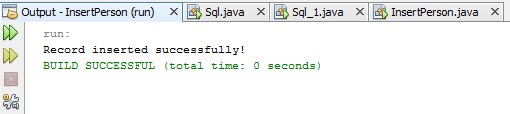 Output - InsertPerson (run)
Sql.java
Sql_1.java
InsertPerson.java
run:
Record inserted successfully!
BUILD SUCCESSFUL (total time: 0 seconds)